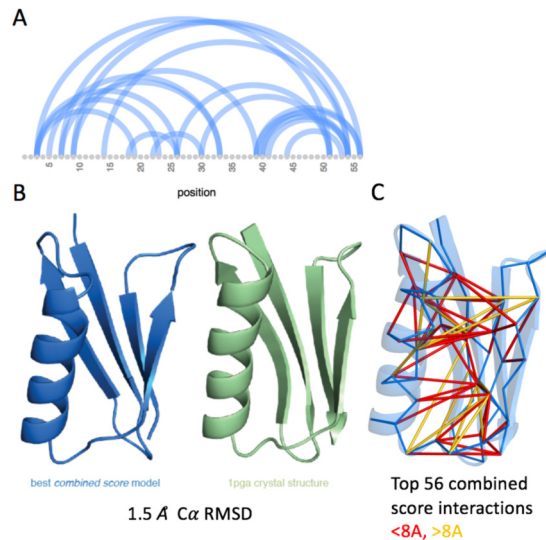 A
5
10
15
20
25
30
35
40
45
50
55
position
B
C
best combined score model
1pga crystal structure
1.5 Å Cα RMSD
Top 56 combined
score interactions
<8A, >8A